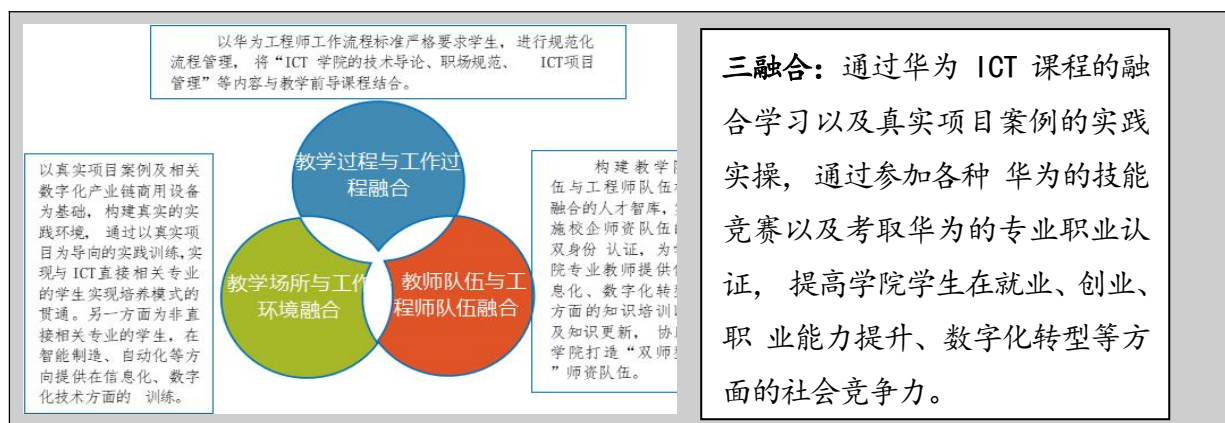 以华为工程师工作流程标准严格要求学生，进行规范化
流程管理，将“ICT 学院的技术导论、职场规范、 ICT项目
管理”等内容与教学前导课程结合。
教学过程与工作过
程融合
以真实项目案例及相关
数字化产业链商用设备
为基础，构建真实的实
践环境，通过以真实项
目为导向的实践训练,实
现与ICT直接相关专业
的学生实现培养模式的
贯通。另一方面为非直
接相关专业的学生，在
智能制造、自动化等方
向提供在信息化、数字
化技术方面的 训练。
教学场所与工作
环境融合
教师队伍与工
程师队伍融合
构建教学
伍与工程师队伍
融合的人才智库，
施校企师资队伍
双身份 认证，为
院专业教师提供
息化、数字化转
方面的知识培训
及知识更新， 协
学院打造“双师
”师资队伍。
三融合：通过华为 ICT 课程的融
合学习以及真实项目案例的实践
实操，通过参加各种 华为的技能
竞赛以及考取华为的专业职业认
证， 提高学院学生在就业、创业、
职 业能力提升、数字化转型等方
面的社会竞争力。